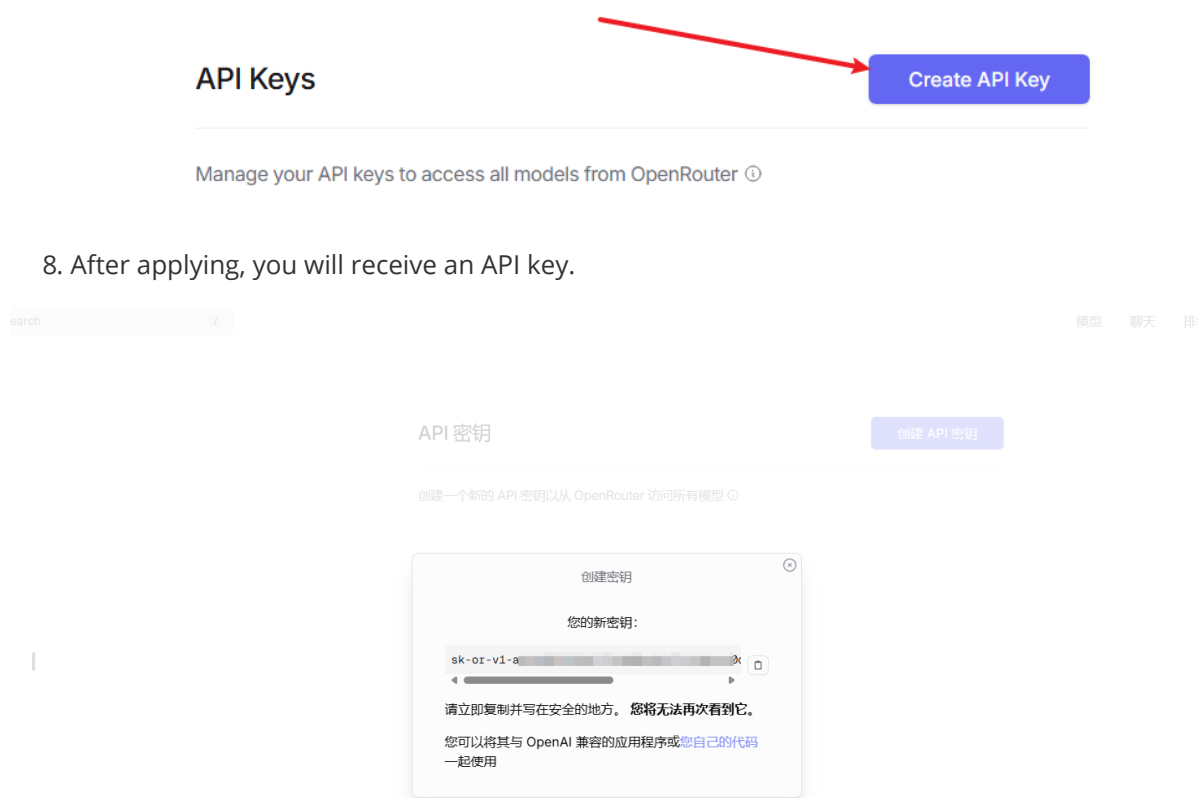 API Keys
Create API Key
Manage your API keys to access all models from OpenRouter
8. After applying, you will receive an API key.
earch /
模型 聊天 排
API 密钥
创建 API 密钥
创建一个新的 API 密钥以从 OpenRouter 访问所有模型
创建密钥
您的新密钥:
sk-or-v1-a
请立即复制并写在安全的地方。 您将无法再次看到它。
您可以将其与 OpenAI 兼容的应用程序或您自己的代码
一起使用